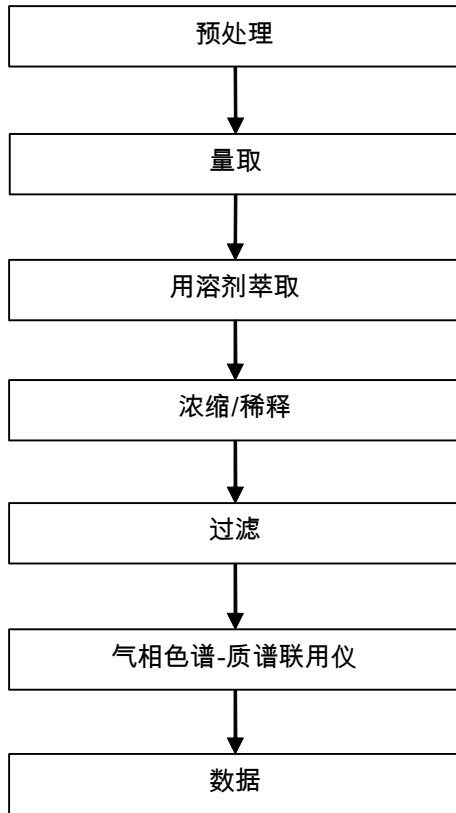 预处理
量取
用溶剂萃取
浓缩/稀释
过滤
气相色谱-质谱联用仪
数据